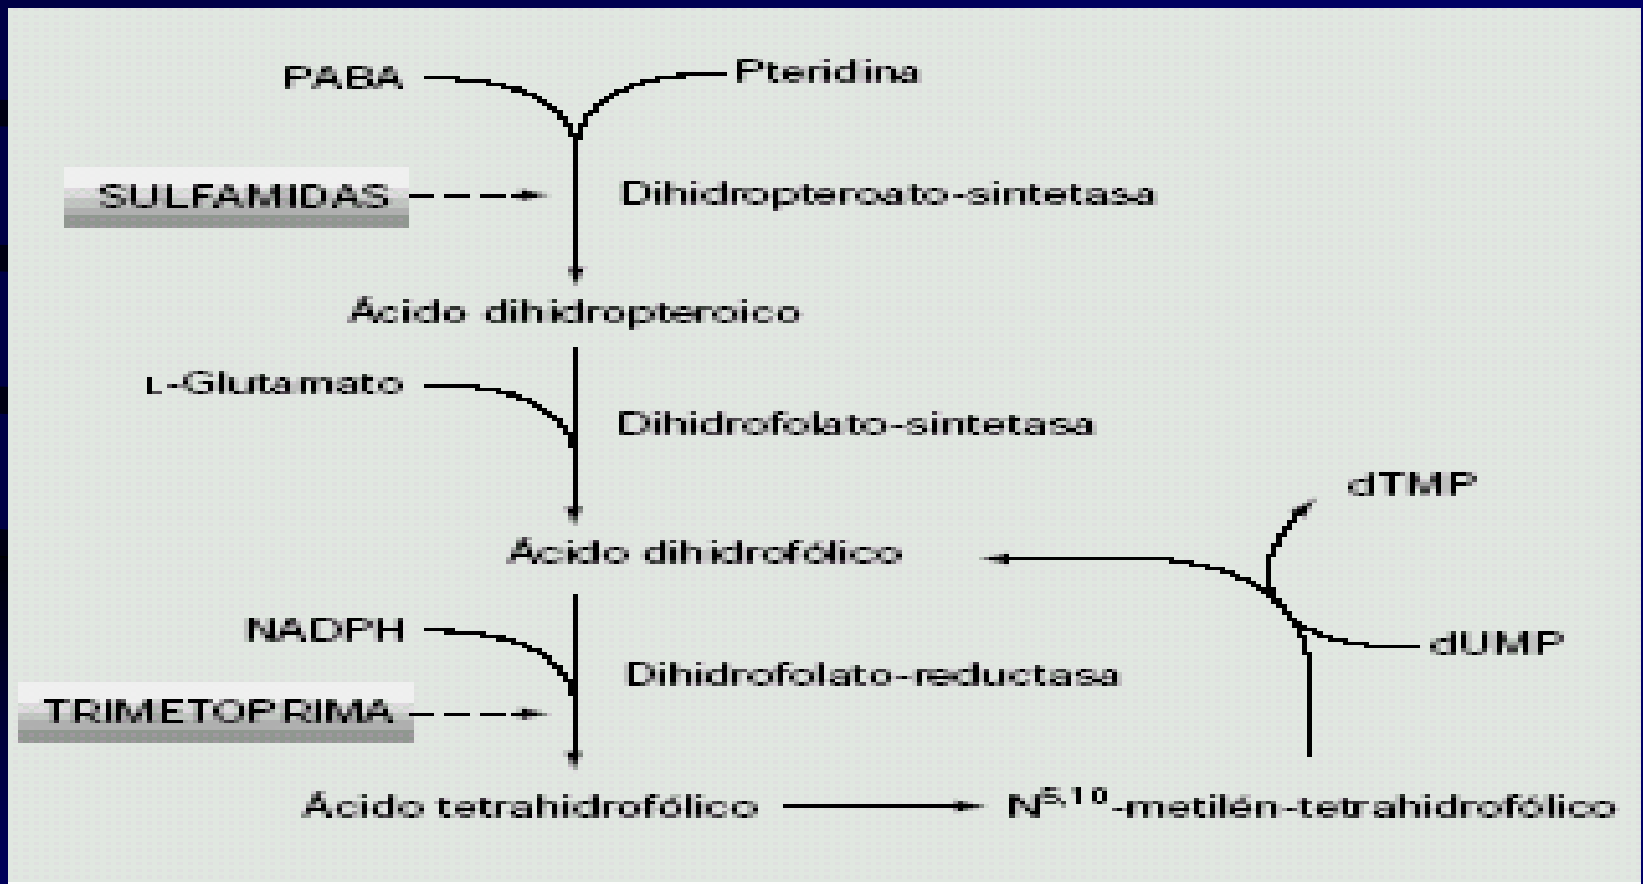 PABA
Pteridina
SULFAMIDAS
Dihidropteroato-sintetasa
Ácido dihidropteroico
L-Glutamato
Dihidrofolato-sintetasa
dTMP
Ácido dihidrofólico
NADPH
dUMP
Dihidrofolato-reductasa
TRIMETOPRIMA
Ácido tetrahidrofólico
N⁵,¹⁰-metilén-tetrahidrofólico